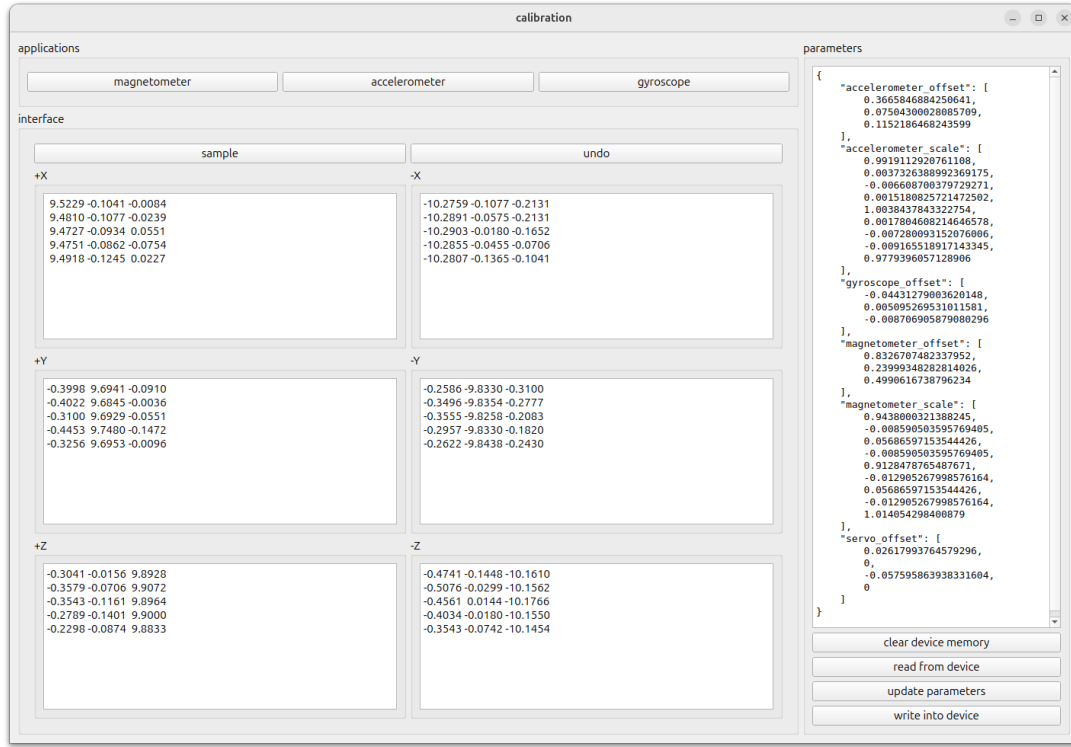 calibration
applications
magnetometer
accelerometer
gyroscope
interface
sample
undo
+X
9.5229 -0.1041 -0.0084
9.4810 -0.1077 -0.0239
9.4727 -0.0934 0.0551
9.4751 -0.0862 -0.0754
9.4918 -0.1245 0.0227
-X
-10.2759 -0.1077 -0.2131
-10.2891 -0.0575 -0.2131
-10.2903 -0.0180 -0.1652
-10.2855 -0.0455 -0.0706
-10.2807 -0.1365 -0.1041
+Y
-0.3998 9.6941 -0.0910
-0.4022 9.6845 -0.0036
-0.3100 9.6929 -0.0551
-0.4453 9.7480 -0.1472
-0.3256 9.6953 -0.0096
-Y
-0.2586 -9.8330 -0.3100
-0.3496 -9.8354 -0.2777
-0.3555 -9.8258 -0.2083
-0.2957 -9.8330 -0.1820
-0.2622 -9.8438 -0.2430
+Z
-0.3041 -0.0156 9.8928
-0.3579 -0.0706 9.9072
-0.3543 -0.1161 9.8964
-0.2789 -0.1401 9.9000
-0.2298 -0.0874 9.8833
-Z
-0.4741 -0.1448 -10.1610
-0.5076 -0.0299 -10.1562
-0.4561 0.0144 -10.1766
-0.4034 -0.0180 -10.1550
-0.3543 -0.0742 -10.1454
parameters
{
"accelerometer_offset": [
0.3665846884250641,
0.07504300028085709,
0.1152186468243599
],
"accelerometer_scale": [
0.9919112920761108,
0.0037326388992369175,
-0.006608700379729271,
0.0015180825721472502,
1.0038437843322754,
0.0017804608214646578,
-0.007280093152076006,
-0.009165518917143345,
0.9779396057128906
],
"gyroscope_offset": [
-0.04431279003620148,
0.005095269531011581,
-0.008706905879080296
],
"magnetometer_offset": [
0.8326707482337952,
0.23999348282814026,
0.4990616738796234
],
"magnetometer_scale": [
0.9438000321388245,
-0.008590503595769405,
0.05686597153544426,
-0.008590503595769405,
0.9128478765487671,
-0.012905267998576164,
0.05686597153544426,
-0.012905267998576164,
1.014054298400879
],
"servo_offset": [
0.02617993764579296,
0,
-0.057595863938331604,
0
]
}
clear device memory
read from device
update parameters
write into device